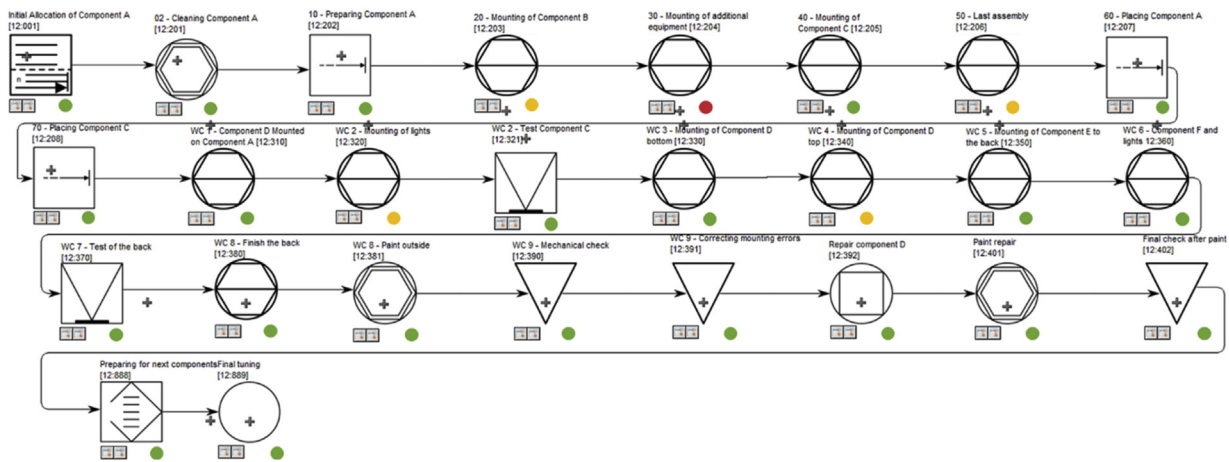 Initial Allocation of Component A
[12:001]
02 - Cleaning Component A
[12:201]
10 - Preparing Component A
[12:202]
20 - Mounting of Component B
[12:203]
30 - Mounting of additional
equipment [12:204]
40 - Mounting of
Component C [12:205]
50 - Last assembly
[12:206]
60 - Placing Component A
[12:207]
n
70 - Placing Component C
[12:208]
WC 1 - Component D Mounted
on Component A [12:310]
WC 2 - Mounting of lights
[12:320]
WC 2 - Test Component C
[12:321]
WC 3 - Mounting of Component D
bottom [12:330]
WC 4 - Mounting of Component D
top [12:340]
WC 5 - Mounting of Component E to
the back [12:350]
WC 6 - Component F and
lights 12:360]
WC 7 - Test of the back
[12:370]
WC 8 - Finish the back
[12:380]
WC 8 - Paint outside
[12:381]
WC 9 - Mechanical check
[12:390]
WC 9 - Correcting mounting errors
[12:391]
Repair component D
[12:392]
Paint repair
[12:401]
Final check after paint
[12:402]
Preparing for next components
[12:888]
Final tuning
[12:889]